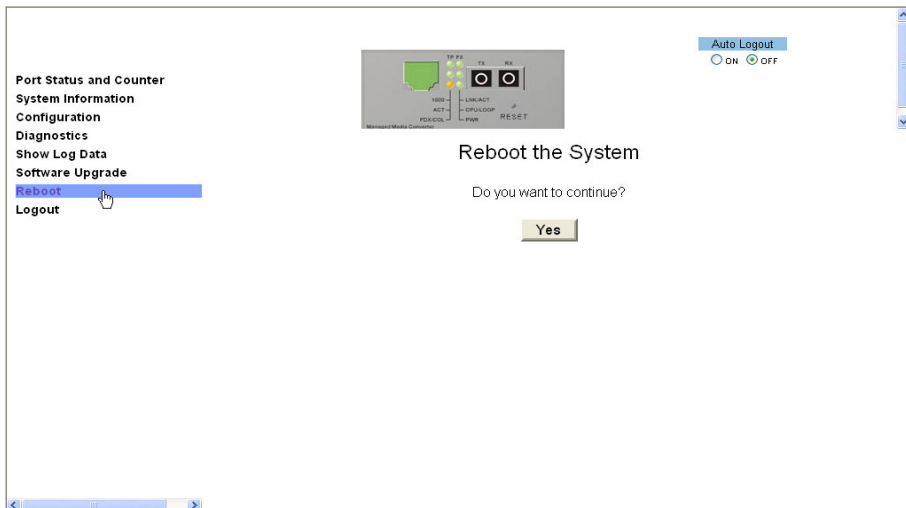 Auto Logout
ON OFF
TP FX
TX RX
1000 LNK/ACT
ACT CPU/LOOP
FDX/COL PWR
RESET
Managed Media Converter
Port Status and Counter
System Information
Configuration
Diagnostics
Show Log Data
Software Upgrade
Reboot
Logout
Reboot the System
Do you want to continue?
Yes